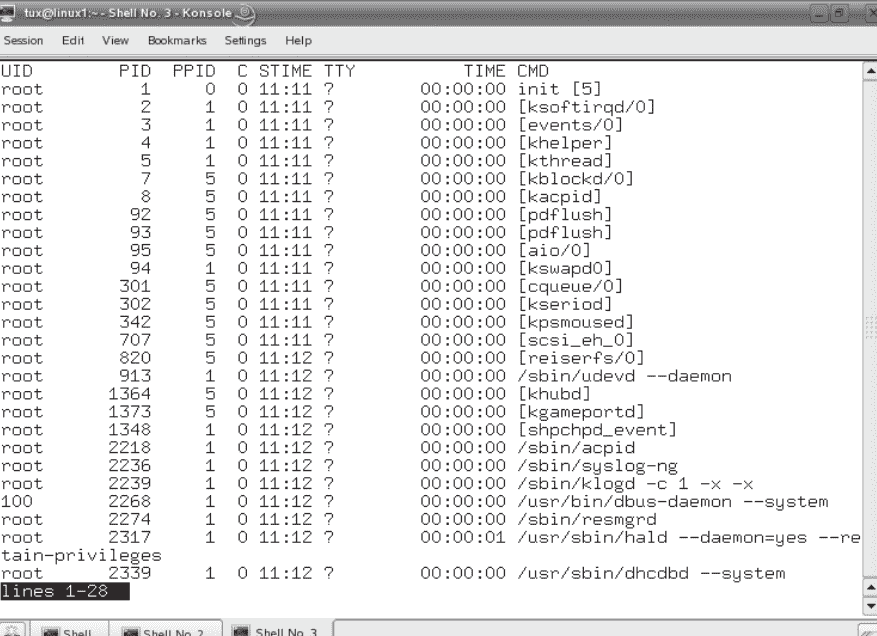 tux@linux1:~ - Shell No. 3 - Konsole
Session Edit View Bookmarks Settings Help
UID        PID  PPID  C STIME TTY          TIME CMD
root         1     0  0 11:11 ?        00:00:00 init [5]
root         2     1  0 11:11 ?        00:00:00 [ksoftirqd/0]
root         3     1  0 11:11 ?        00:00:00 [events/0]
root         4     1  0 11:11 ?        00:00:00 [khelper]
root         5     1  0 11:11 ?        00:00:00 [kthread]
root         7     5  0 11:11 ?        00:00:00 [kblockd/0]
root         8     5  0 11:11 ?        00:00:00 [kacpid]
root        92     5  0 11:11 ?        00:00:00 [pdflush]
root        93     5  0 11:11 ?        00:00:00 [pdflush]
root        95     5  0 11:11 ?        00:00:00 [aio/0]
root        94     1  0 11:11 ?        00:00:00 [kswapd0]
root       301     5  0 11:11 ?        00:00:00 [cqueue/0]
root       302     5  0 11:11 ?        00:00:00 [kseriod]
root       342     5  0 11:11 ?        00:00:00 [kpsmoused]
root       707     5  0 11:11 ?        00:00:00 [scsi_eh_0]
root       820     5  0 11:12 ?        00:00:00 [reiserfs/0]
root       913     1  0 11:12 ?        00:00:00 /sbin/udevd --daemon
root      1364     5  0 11:12 ?        00:00:00 [khubd]
root      1373     5  0 11:12 ?        00:00:00 [kgameportd]
root      1348     1  0 11:12 ?        00:00:00 [shpchpd_event]
root      2218     1  0 11:12 ?        00:00:00 /sbin/acpid
root      2236     1  0 11:12 ?        00:00:00 /sbin/syslog-ng
root      2239     1  0 11:12 ?        00:00:00 /sbin/klogd -c 1 -x -x
100       2268     1  0 11:12 ?        00:00:00 /usr/bin/dbus-daemon --system
root      2274     1  0 11:12 ?        00:00:00 /sbin/resmgrd
root      2317     1  0 11:12 ?        00:00:01 /usr/sbin/hald --daemon=yes --re
tain-privileges
root      2339     1  0 11:12 ?        00:00:00 /usr/sbin/dhcdbd --system
lines 1-28
Shell Shell No. 2 Shell No. 3